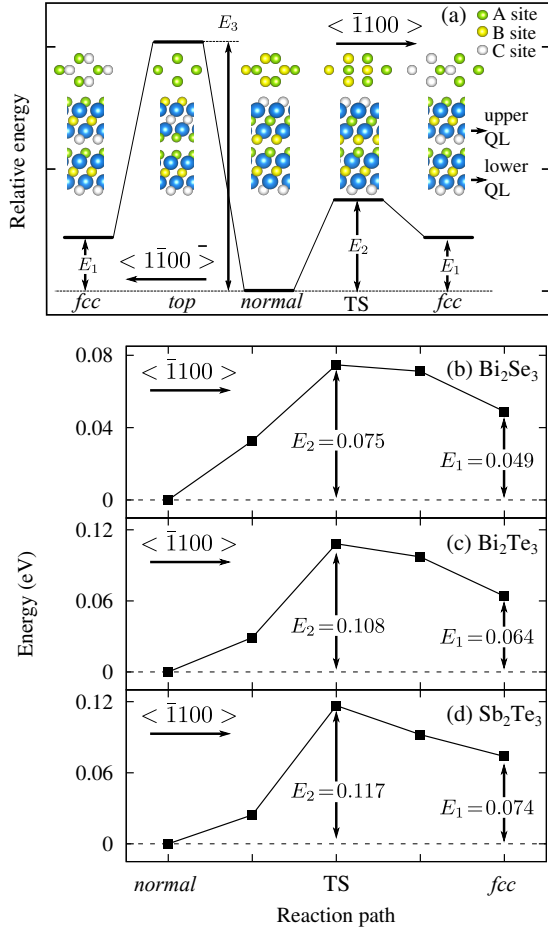 (a)
< 1̄100 >
A site
B site
C site
E₃
upper
QL
lower
QL
Relative energy
E₁
E₂
E₁
< 11̄00 ̄>
fcc
top
normal
TS
fcc
0.08
0.04
0
< 1̄100 >
(b) Bi₂Se₃
E₂=0.075
E₁=0.049
0.12
0.06
0
< 1̄100 >
(c) Bi₂Te₃
E₂=0.108
E₁=0.064
Energy (eV)
0.12
0.06
0
< 1̄100 >
(d) Sb₂Te₃
E₂=0.117
E₁=0.074
normal
TS
fcc
Reaction path